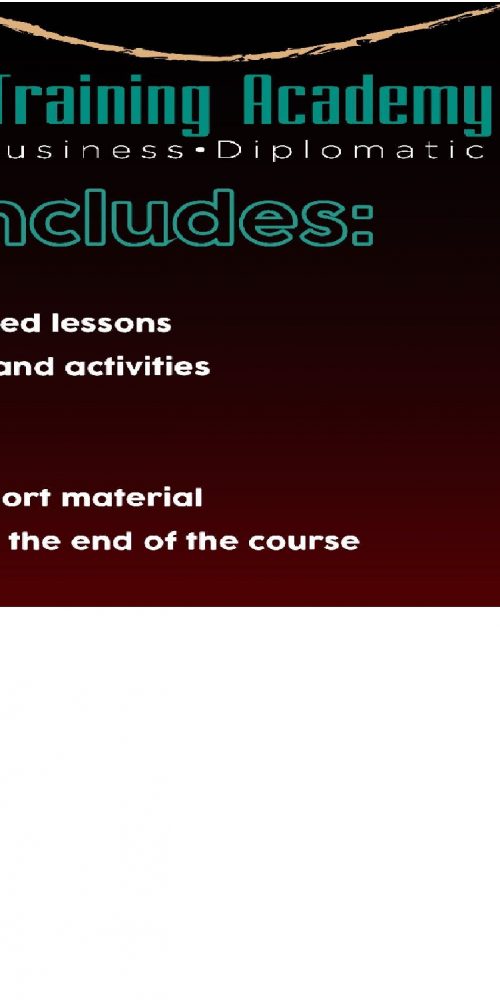 Training Academy
usiness•Diplomatic
ncludes:
ed lessons
and activities
ort material
the end of the course